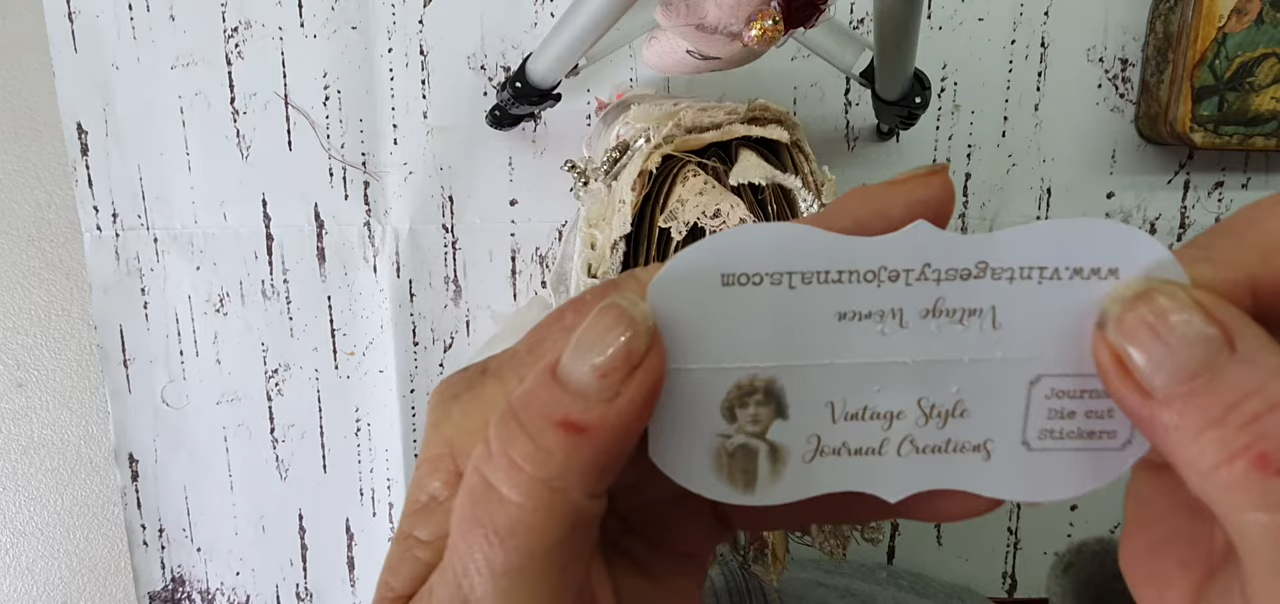 www.vintagestylejournals.com
Vintage Women
Vintage Style
Journal Creations
Die cut
Stickers